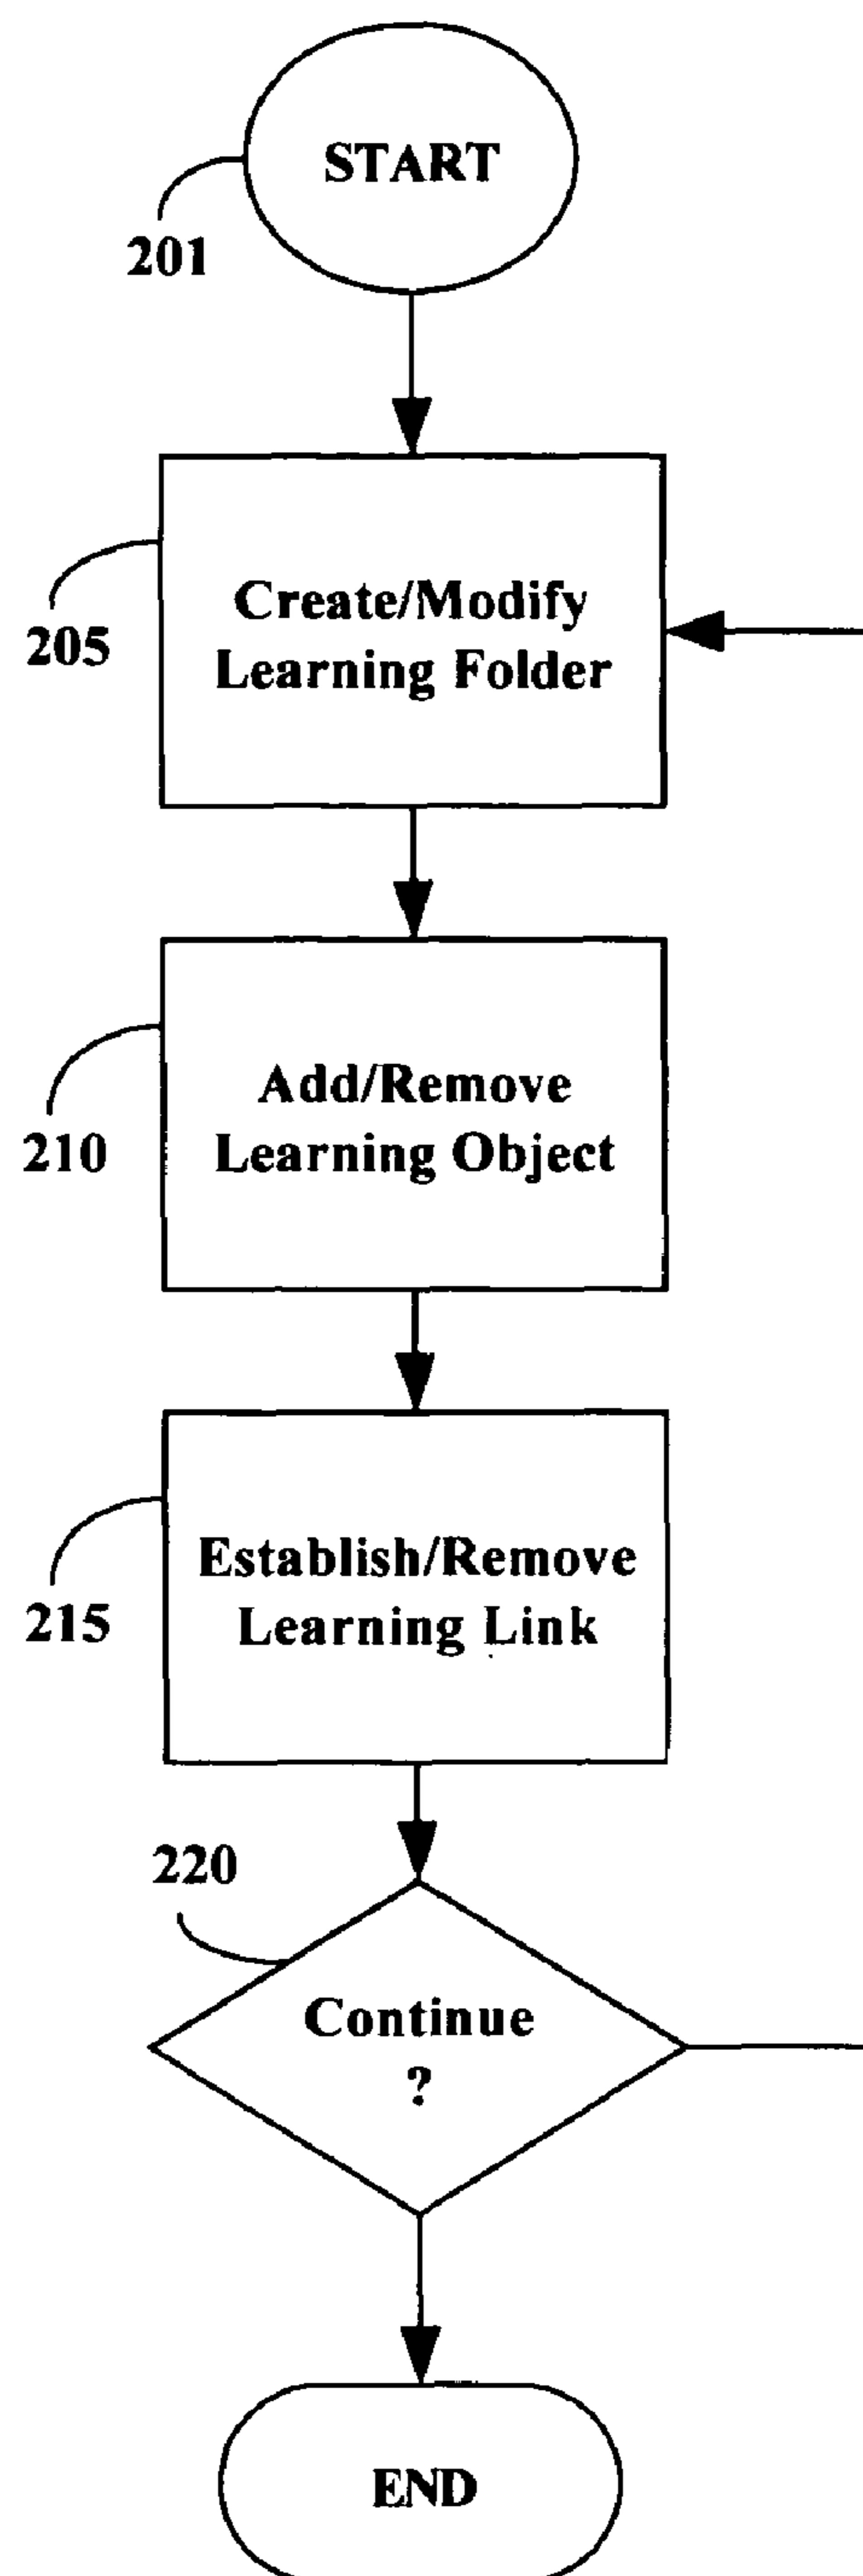 START
201
Create/Modify
Learning Folder
205
Add/Remove
Learning Object
210
Establish/Remove
Learning Link
215
220
Continue
?
END